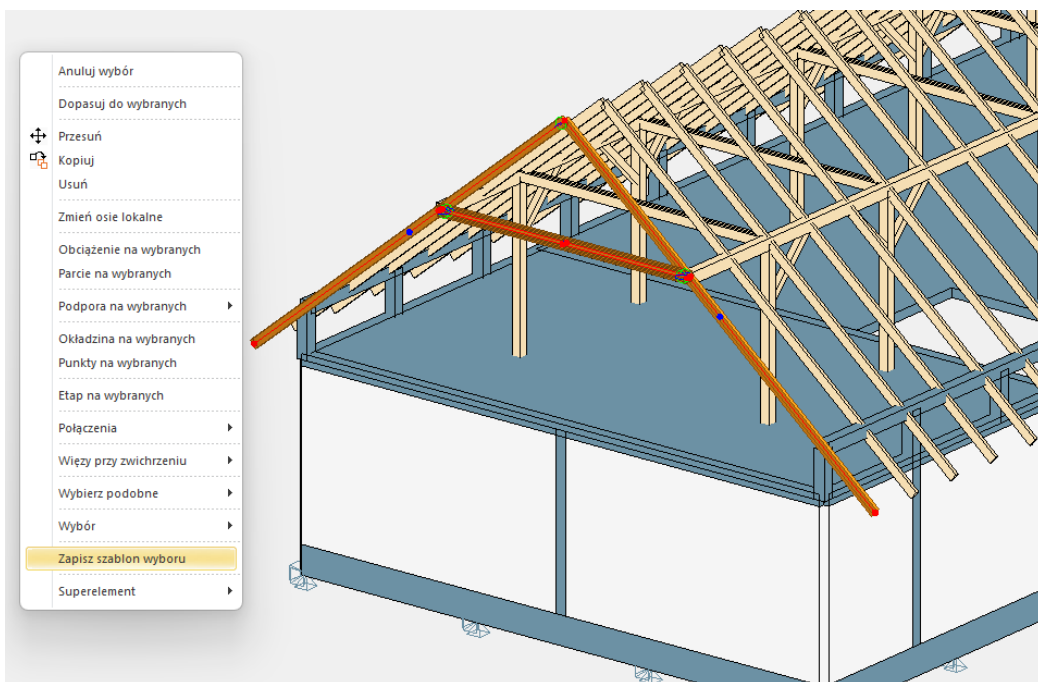 Anuluj wybór
Dopasuj do wybranych
Przesuń
Kopiuj
Usuń
Zmień osie lokalne
Obciążenie na wybranych
Parcie na wybranych
Podpora na wybranych
Okładzina na wybranych
Punkty na wybranych
Etap na wybranych
Połączenia
Więzy przy zwichrzeniu
Wybierz podobne
Wybór
Zapisz szablon wyboru
Superelement